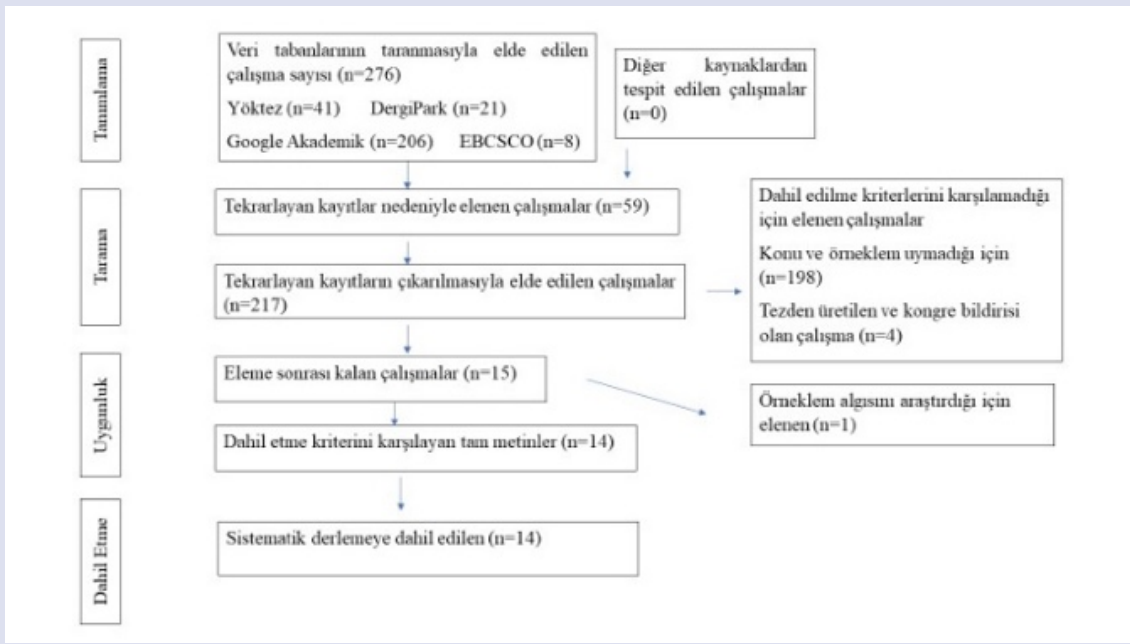 Tanımlama
Veri tabanlarının taranmasıyla elde edilen
çalışma sayısı (n=276)
Yöktez (n=41) DergiPark (n=21)
Google Akademik (n=206) EBCSCO (n=8)
Diğer kaynaklardan
tespit edilen çalışmalar
(n=0)
Tarama
Tekrarlayan kayıtlar nedeniyle elenen çalışmalar (n=59)
Tekrarlayan kayıtların çıkarılmasıyla elde edilen çalışmalar
(n=217)
Dahil edilme kriterlerini karşılamadığı
için elenen çalışmalar
Konu ve örneklem uymadığı için
(n=198)
Tezden üretilen ve kongre bildirisi
olan çalışma (n=4)
Uygunluk
Eleme sonrası kalan çalışmalar (n=15)
Örneklem algısını araştırdığı için
elenen (n=1)
Dahil etme kriterini karşılayan tam metinler (n=14)
Dahil Etme
Sistematik derlemeye dahil edilen (n=14)